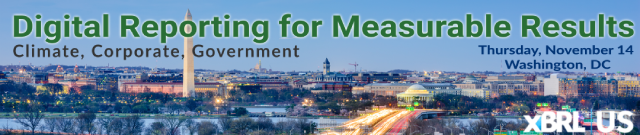 Digital Reporting for Measurable Results
Climate, Corporate, Government
Thursday, November 14
Washington, DC
XBRL US